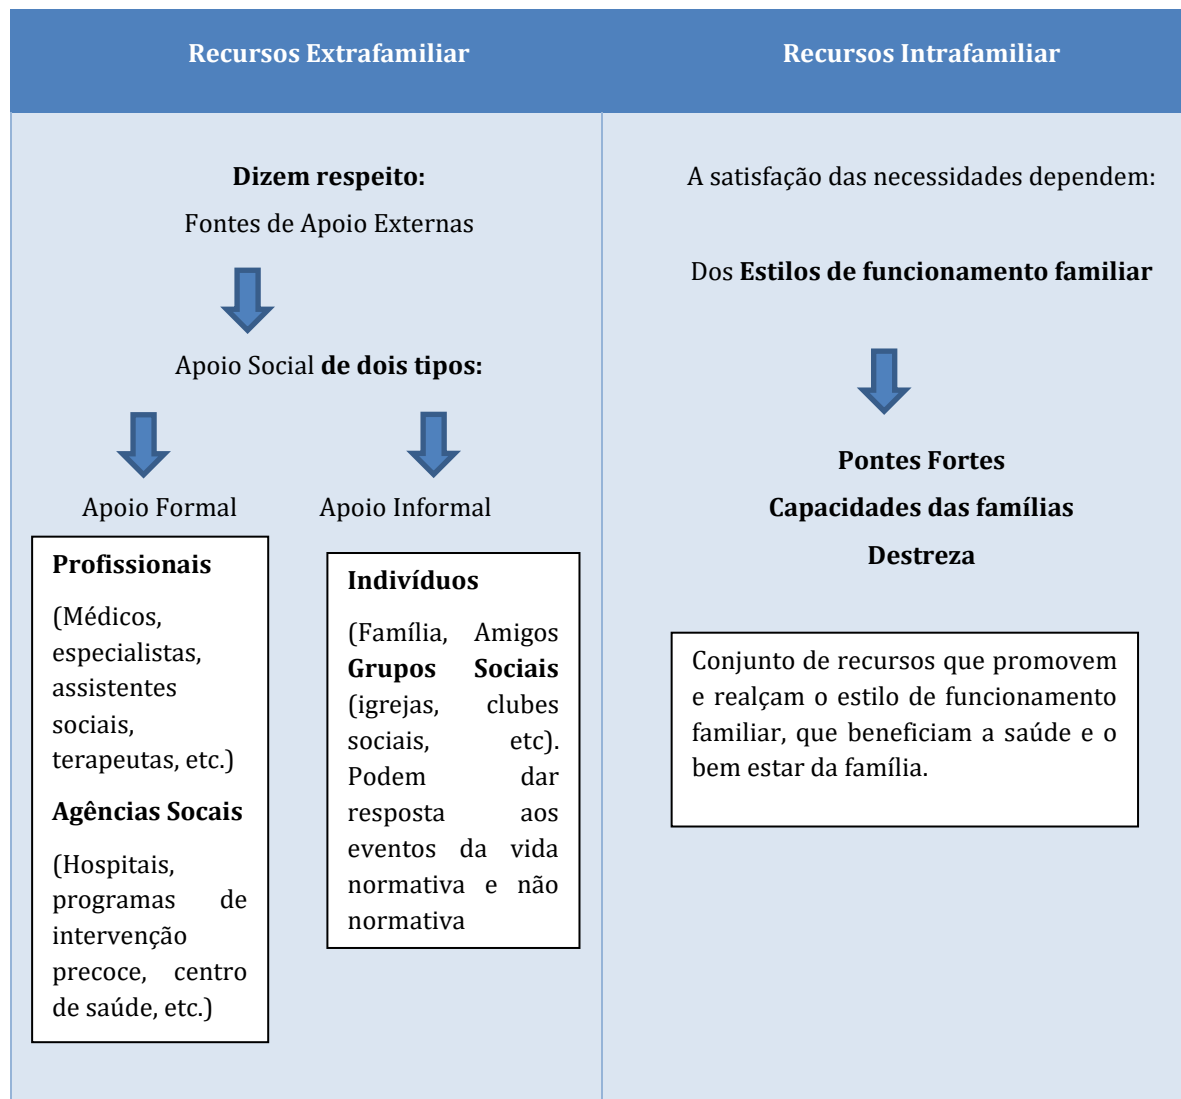 Recursos Extrafamiliar
Recursos Intrafamiliar
Dizem respeito:
Fontes de Apoio Externas
Apoio Social de dois tipos:
Apoio Formal
Profissionais
(Médicos,
especialistas,
assistentes
sociais,
terapeutas, etc.)
Agências Socais
(Hospitais,
programas de
intervenção
precoce, centro
de saúde, etc.)
Apoio Informal
Indivíduos
(Família, Amigos
Grupos Sociais
(igrejas, clubes
sociais, etc).
Podem dar
resposta aos
eventos da vida
normativa e não
normativa
A satisfação das necessidades dependem:
Dos Estilos de funcionamento familiar
Pontes Fortes
Capacidades das famílias
Destreza
Conjunto de recursos que promovem
e realçam o estilo de funcionamento
familiar, que beneficiam a saúde e o
bem estar da família.